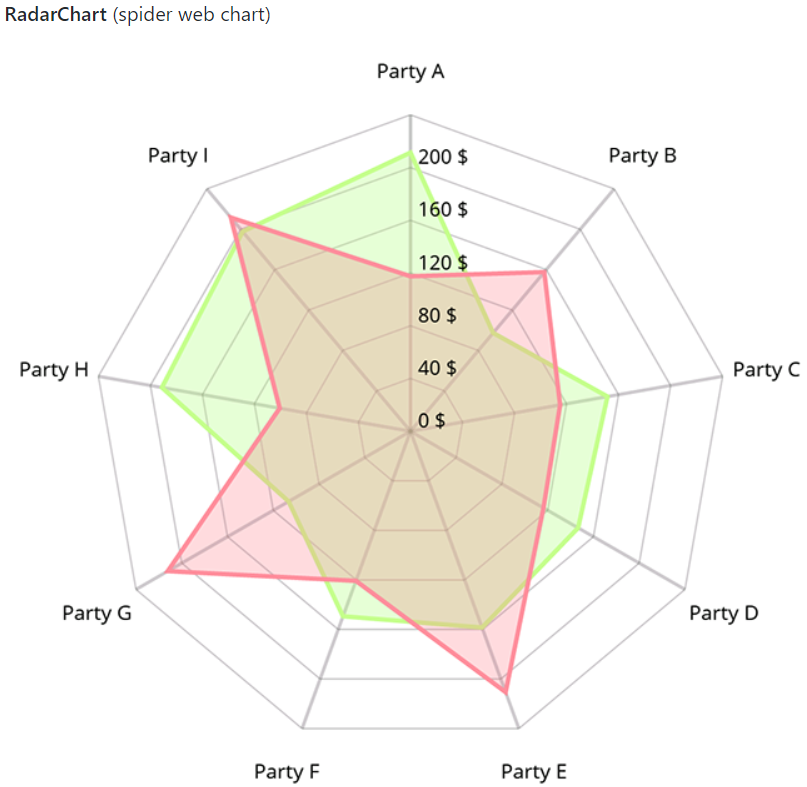 RadarChart (spider web chart)
Party A
Party I
Party B
200 $
160 $
120 $
80 $
Party H
40 $
Party C
0 $
Party G
Party D
Party F
Party E